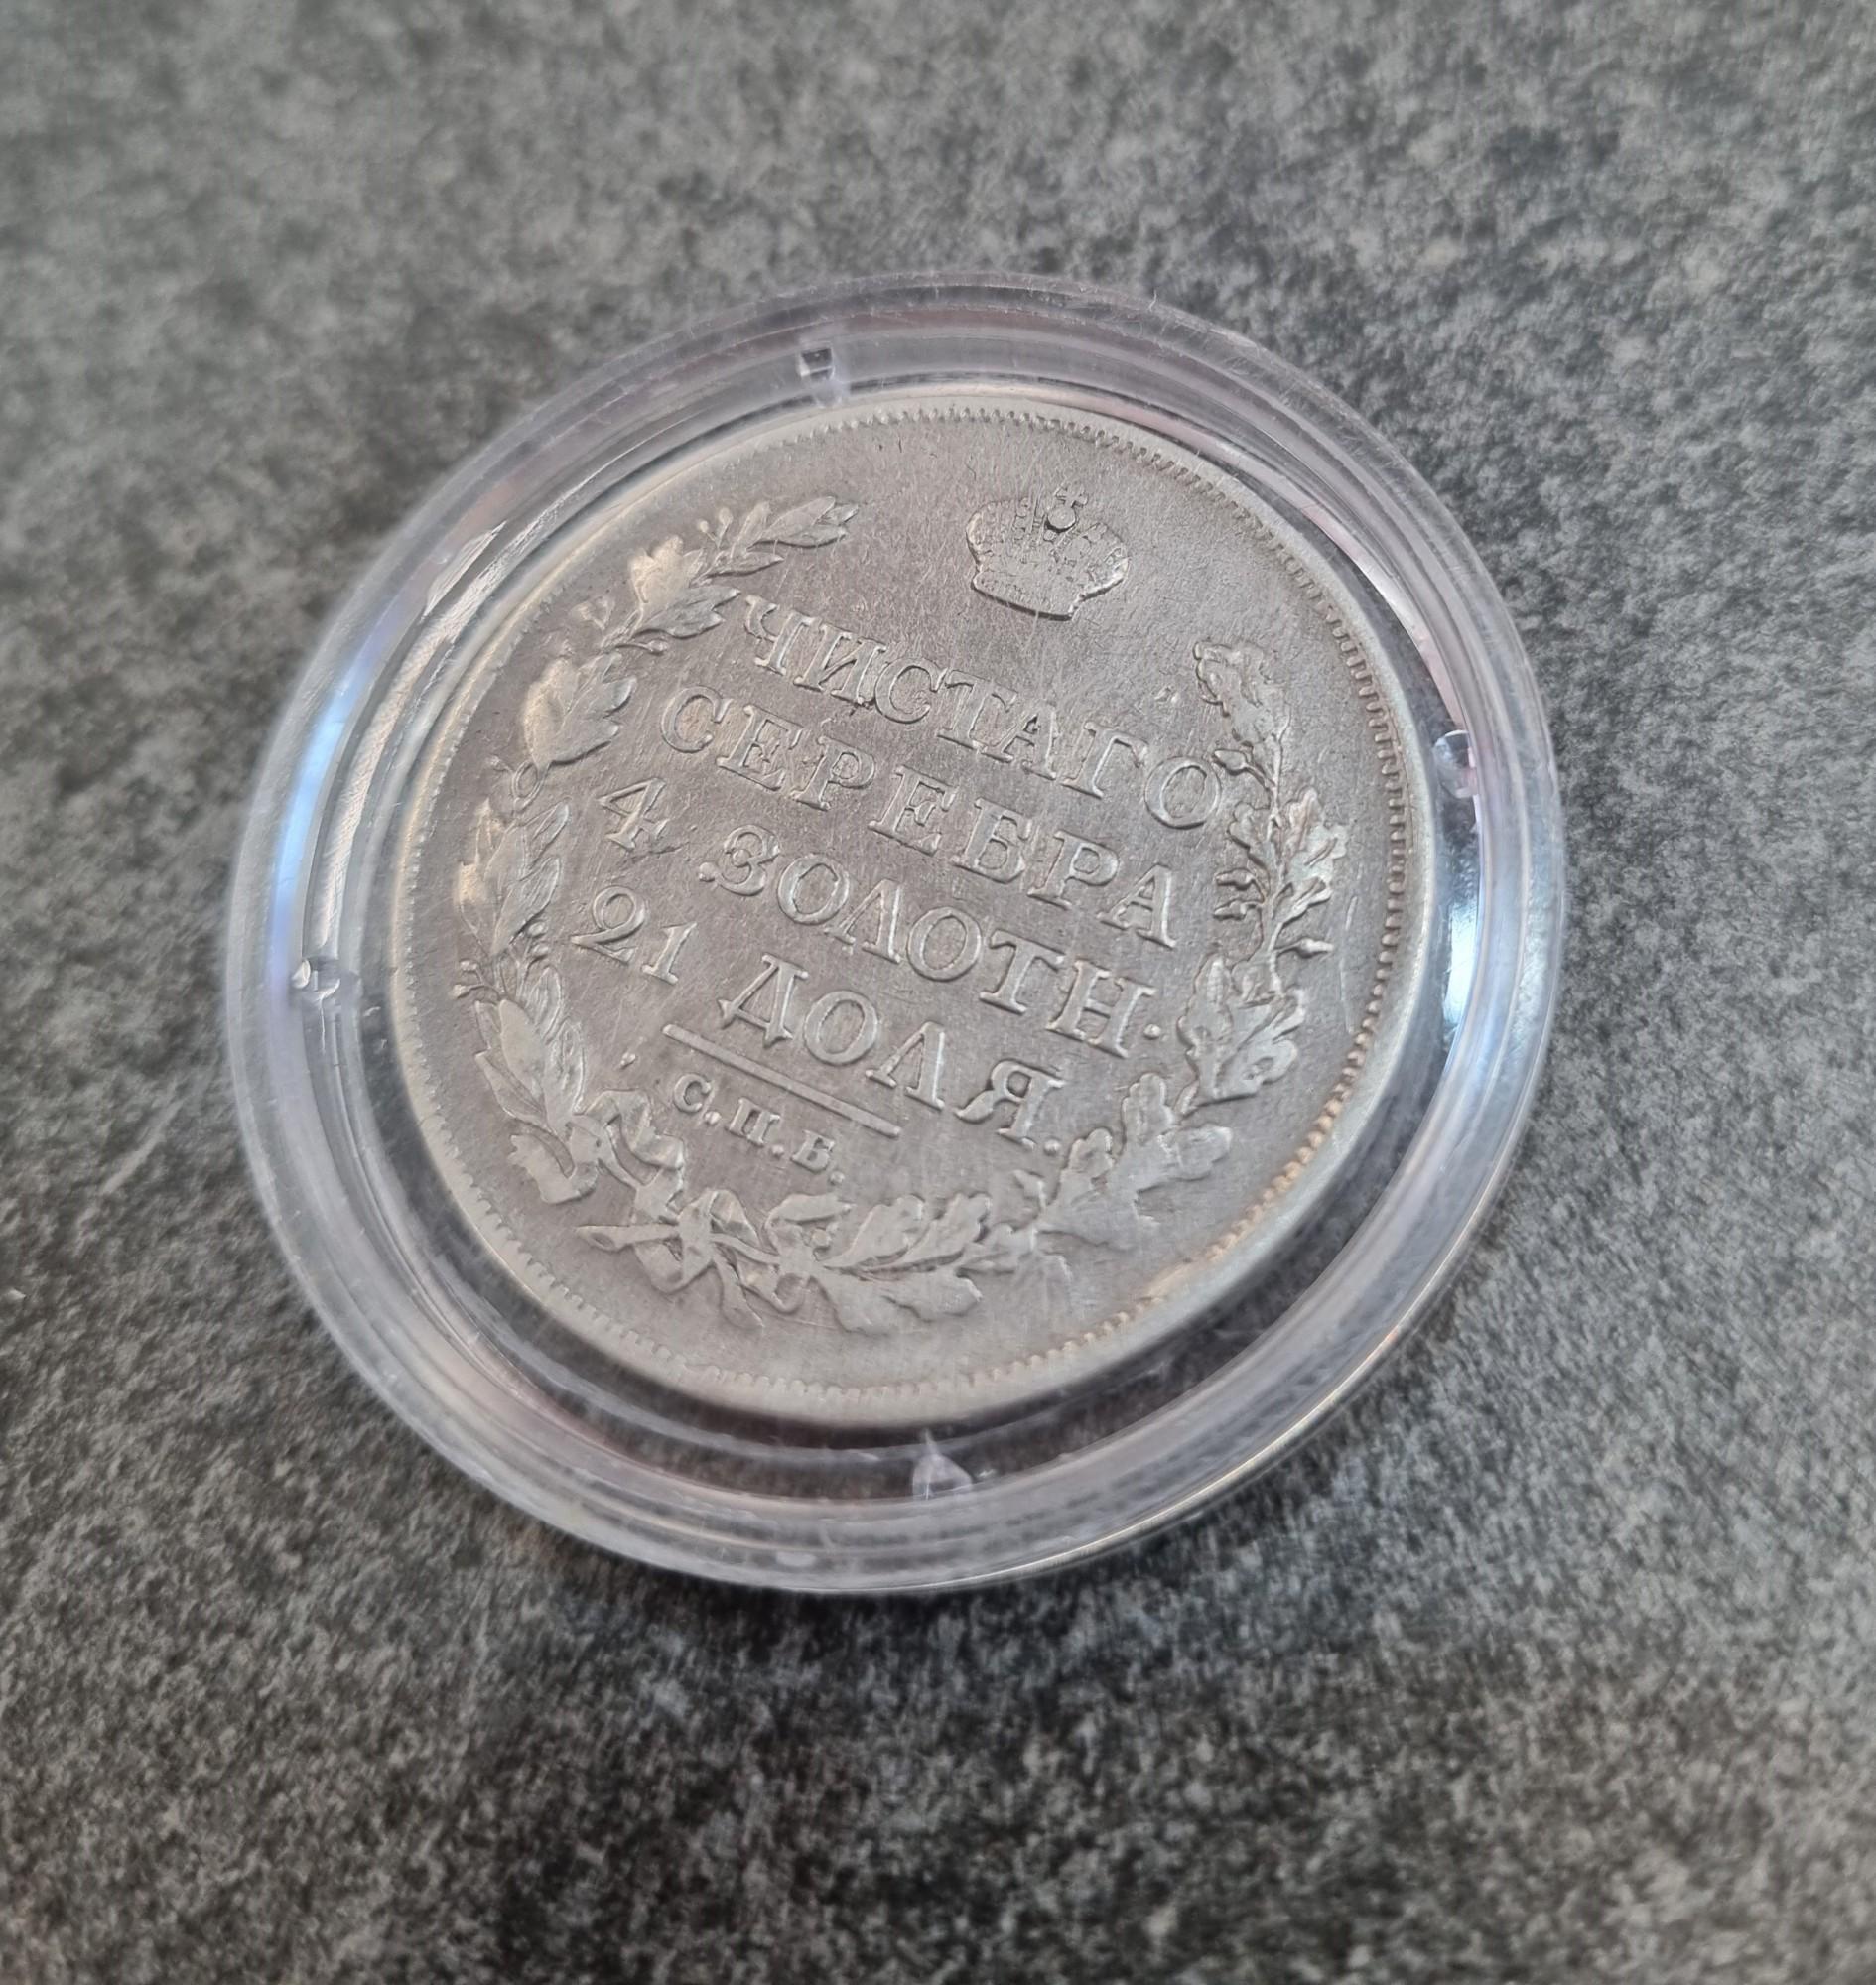 ЧИСТАГО
СЕРЕБРА
4 ЗОЛОТН.
21 ДОЛЯ.
С.П.Б.